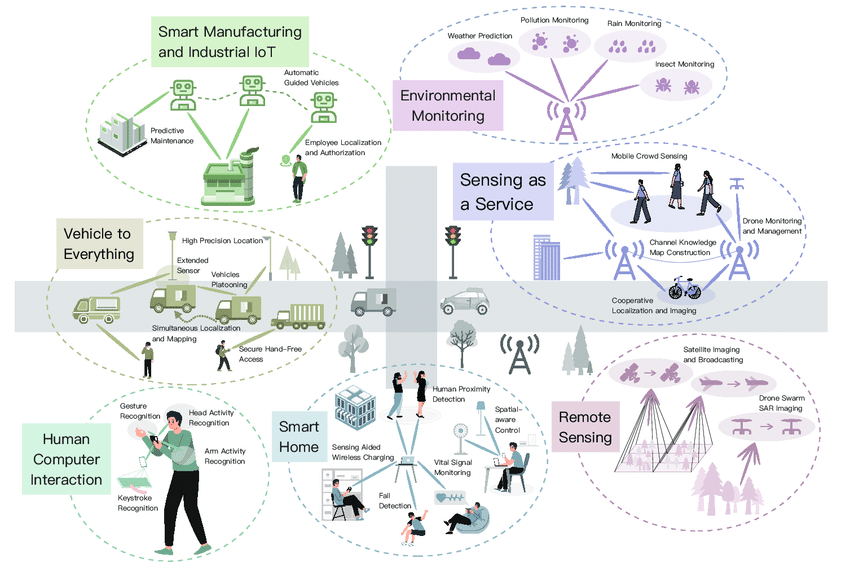 Smart Manufacturing
and Industrial IoT
Automatic
Guided Vehicles
Predictive
Maintenance
Employee Localization
and Authorization
Pollution Monitoring
Weather Prediction
Rain Monitoring
Insect Monitoring
Environmental
Monitoring
Sensing as
a Service
Mobile Crowd Sensing
Drone Monitoring
and Management
Channel Knowledge
Map Construction
Cooperative
Localization and Imaging
Vehicle to
Everything
High Precision Location
Extended
Sensor
Vehicles
Platooning
Simultaneous Localization
and Mapping
Secure Hand-Free
Access
Human
Computer
Interaction
Gesture
Recognition
Head Activity
Recognition
Arm Activity
Recognition
Keystroke
Recognition
Smart
Home
Human Proximity
Detection
Spatial-
aware
Control
Sensing Aided
Wireless Charging
Vital Signal
Monitoring
Fall
Detection
Remote
Sensing
Satellite Imaging
and Broadcasting
Drone Swarm
SAR Imaging